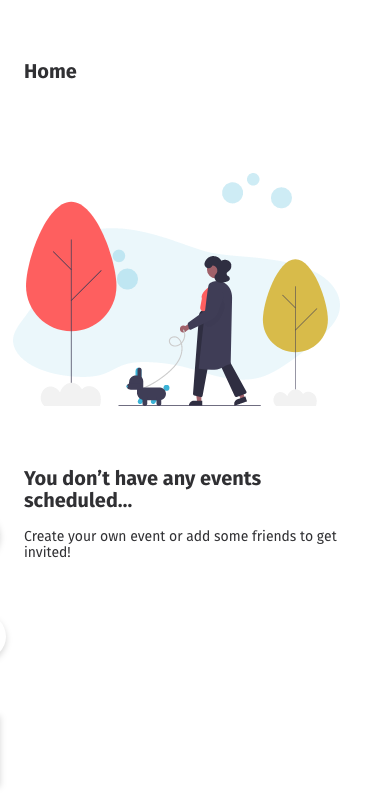 Home
You don’t have any events
scheduled...
Create your own event or add some friends to get
invited!